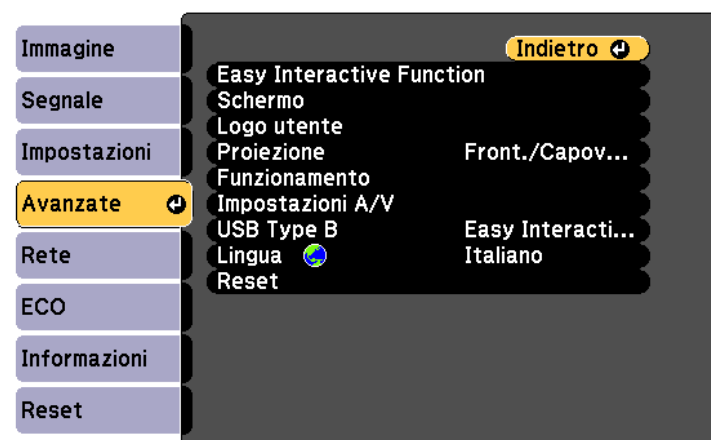 Immagine
Segnale
Impostazioni
Avanzate
Rete
ECO
Informazioni
Reset
Indietro
Easy Interactive Function
Schermo
Logo utente
Proiezione Front./Capov...
Funzionamento
Impostazioni A/V
USB Type B Easy Interacti...
Lingua Italiano
Reset